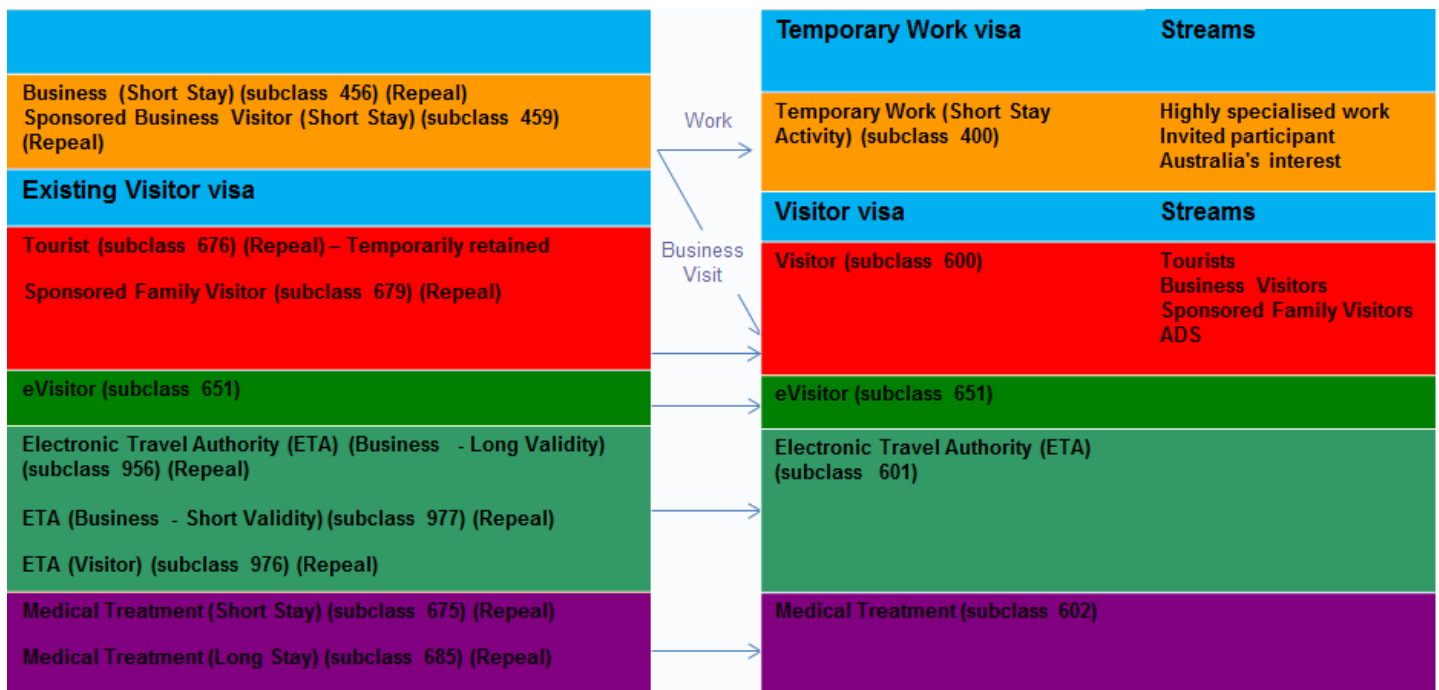 Business (Short Stay) (subclass 456) (Repeal)
Sponsored Business Visitor (Short Stay) (subclass 459)
(Repeal)
Existing Visitor visa
Tourist (subclass 676) (Repeal) – Temporarily retained
Sponsored Family Visitor (subclass 679) (Repeal)
eVisitor (subclass 651)
Electronic Travel Authority (ETA) (Business - Long Validity)
(subclass 956) (Repeal)
ETA (Business - Short Validity) (subclass 977) (Repeal)
ETA (Visitor) (subclass 976) (Repeal)
Medical Treatment (Short Stay) (subclass 675) (Repeal)
Medical Treatment (Long Stay) (subclass 685) (Repeal)
Work
Business
Visit
Temporary Work visa Streams
Temporary Work (Short Stay Highly specialised work
Activity) (subclass 400) Invited participant
Australia's interest
Visitor visa Streams
Visitor (subclass 600) Tourists
Business Visitors
Sponsored Family Visitors
ADS
eVisitor (subclass 651)
Electronic Travel Authority (ETA)
(subclass 601)
Medical Treatment (subclass 602)